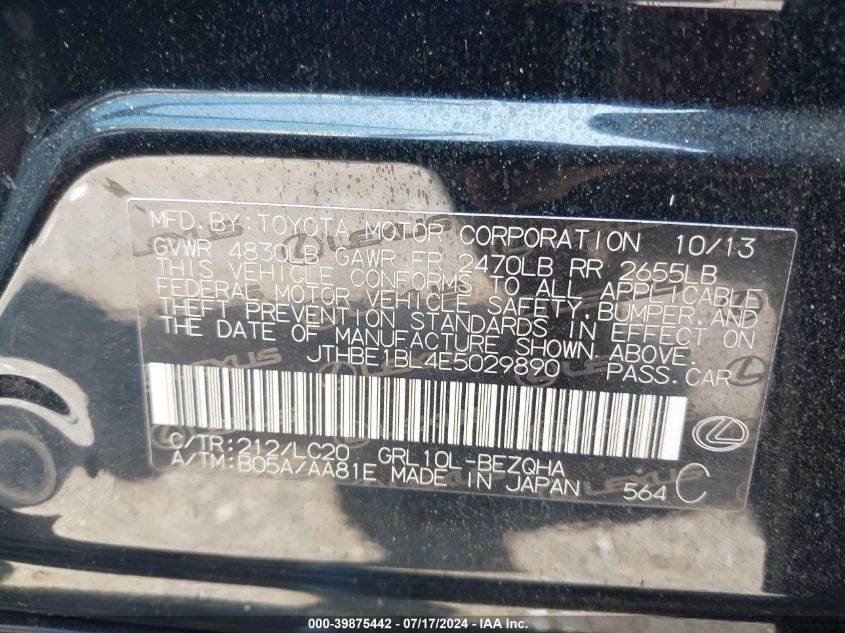 MFD. BY: TOYOTA MOTOR CORPORATION 10/13
GVWR 4830LB GAWR FR 2470LB RR 2655LB
THIS VEHICLE CONFORMS TO ALL APPLICABLE
FEDERAL MOTOR VEHICLE SAFETY, BUMPER, AND
THEFT PREVENTION STANDARDS IN EFFECT ON
THE DATE OF MANUFACTURE SHOWN ABOVE.
JTHBE1BL4E5029890 PASS. CAR
C/TR:212/LC20 GRL10L-BEZQHA
A/TM:B05A/AA81E MADE IN JAPAN 564 C
LEXUS
000-39875442 - 07/17/2024 - IAA Inc.